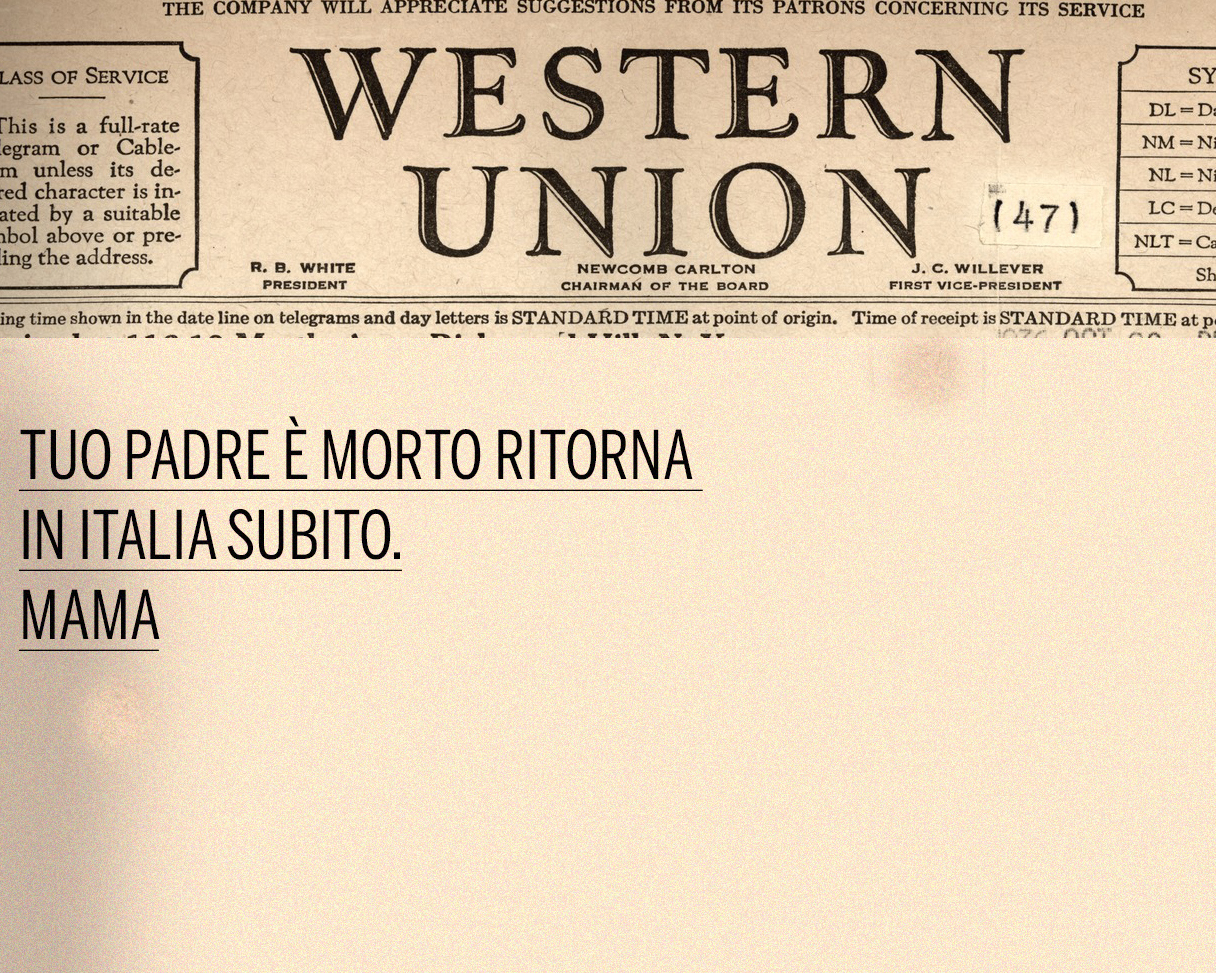 THE COMPANY WILL APPRECIATE SUGGESTIONS FROM ITS PATRONS CONCERNING ITS SERVICE
CLASS OF SERVICE
This is a full-rate
legram or Cable-
m unless its de-
red character is in-
ated by a suitable
mbol above or pre-
ling the address.
WESTERN
UNION
(47)
R. B. WHITE
PRESIDENT
NEWCOMB CARLTON
CHAIRMAN OF THE BOARD
J. C. WILLEVER
FIRST VICE-PRESIDENT
SY
DL = Da
NM = Ni
NL = Ni
LC = De
NLT = Ca
Sh
ing time shown in the date line on telegrams and day letters is STANDARD TIME at point of origin. Time of receipt is STANDARD TIME at po
TUO PADRE È MORTO RITORNA
IN ITALIA SUBITO.
MAMA